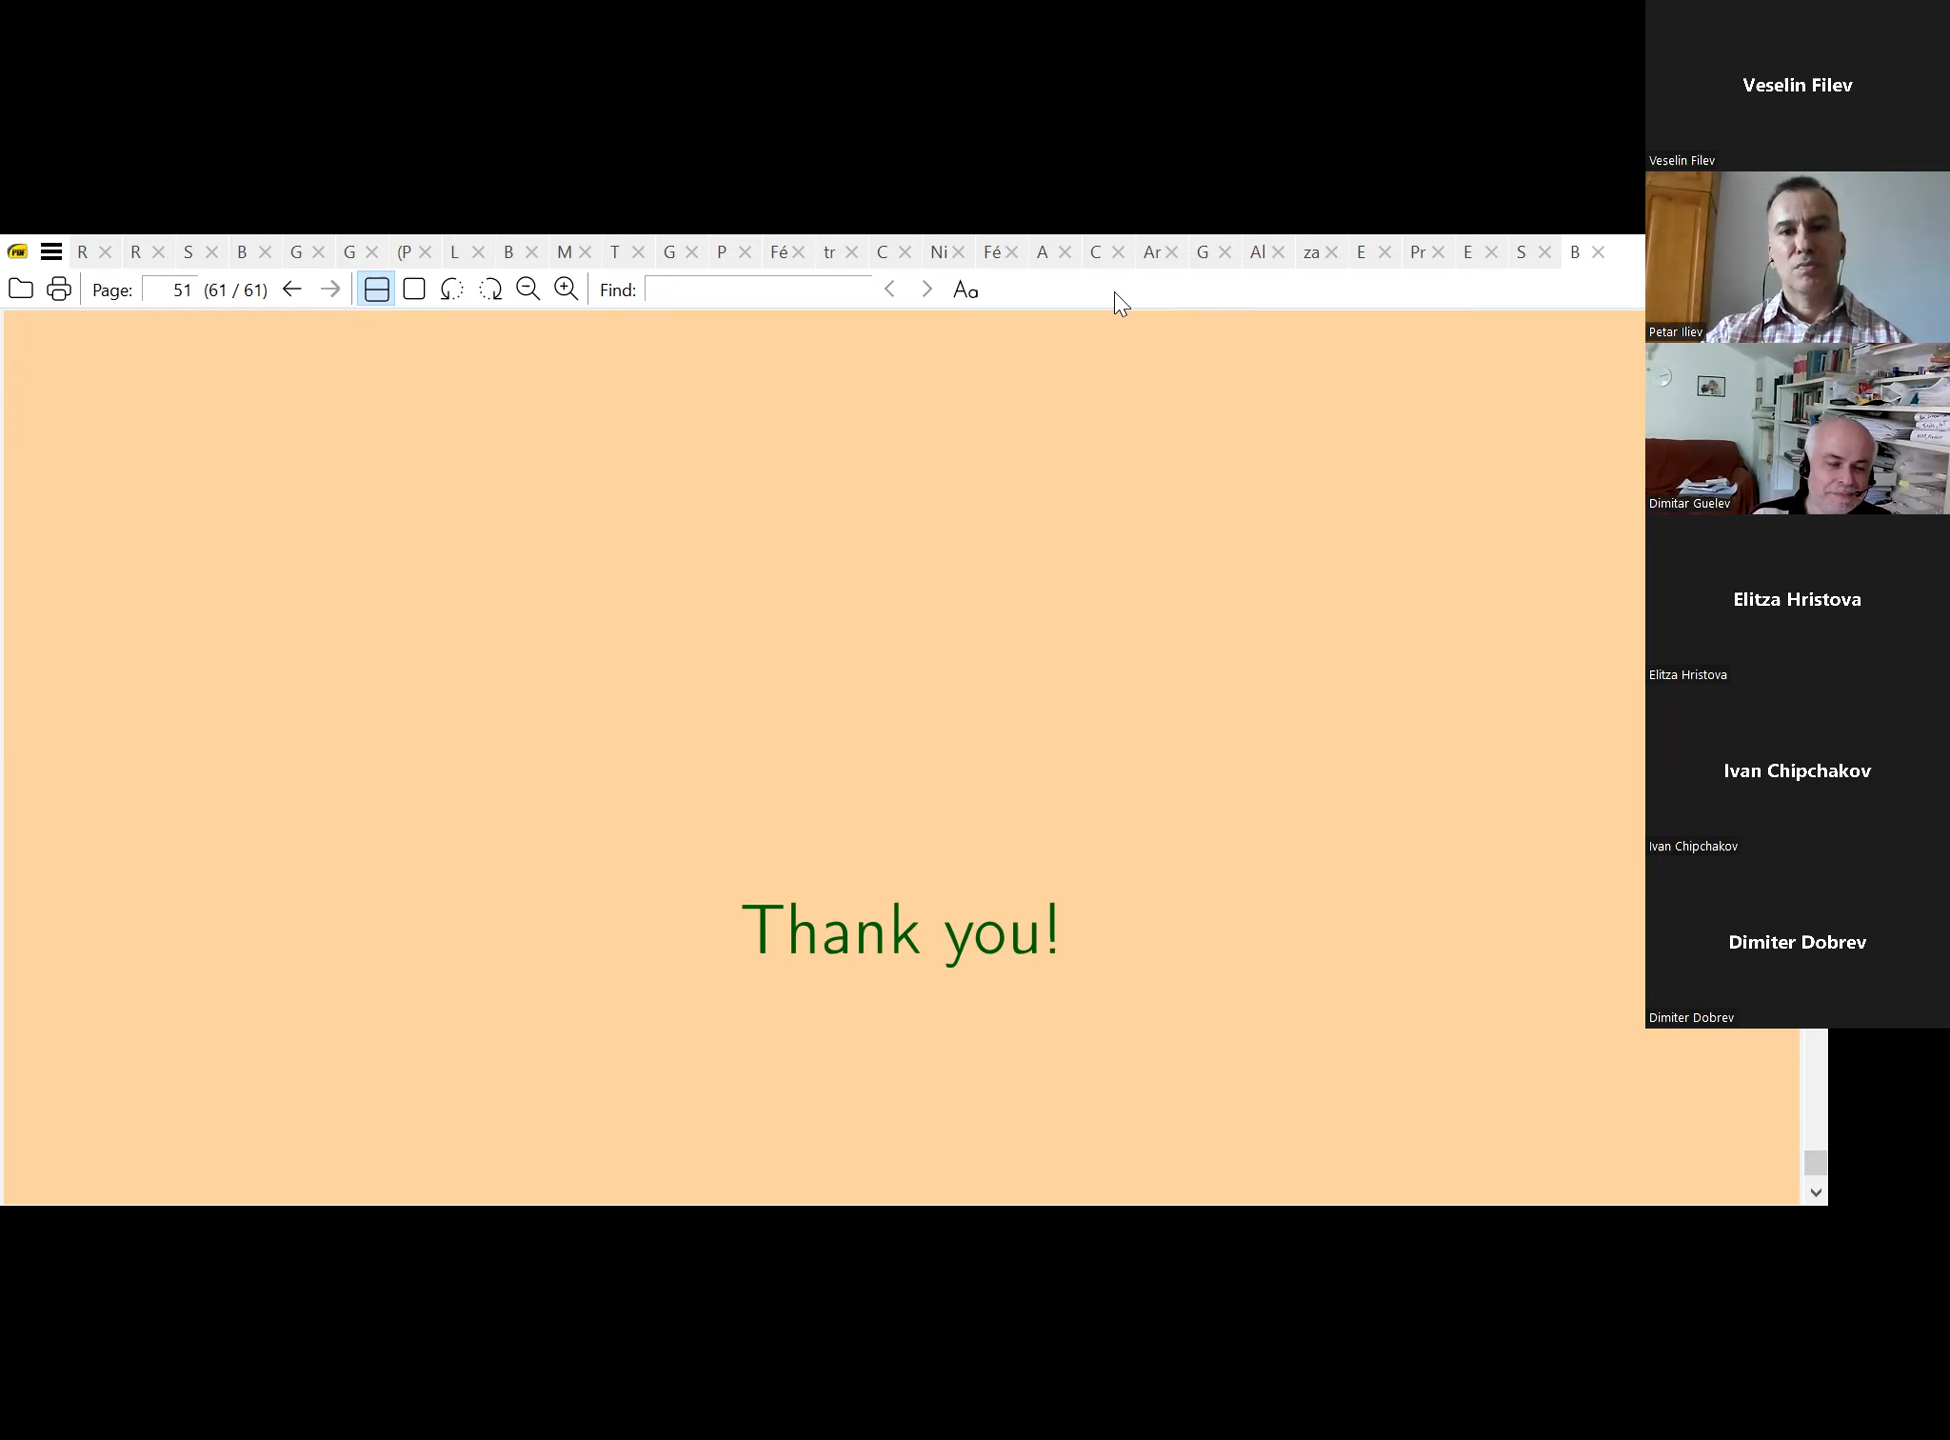 PDF
R R S B G G (P L B M T G P Fé tr C Ni Fé A C Ar G Al za E Pr E S B
Page: 51 (61 / 61) Find: Aa
Thank you!
Veselin Filev
Veselin Filev
Petar Iliev
Dimitar Guelev
Elitza Hristova
Elitza Hristova
Ivan Chipchakov
Ivan Chipchakov
Dimiter Dobrev
Dimiter Dobrev